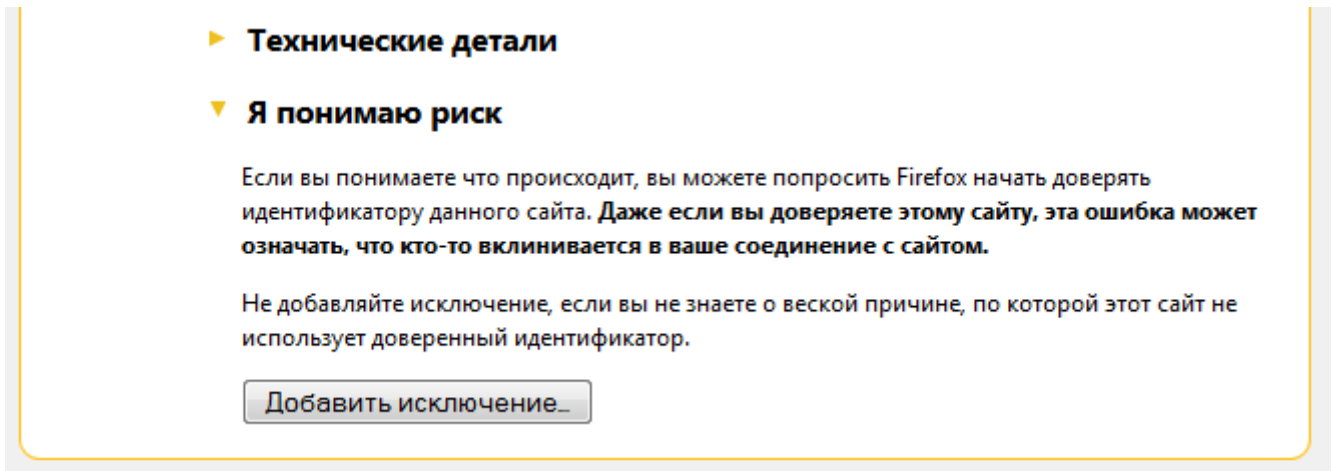 Технические детали
Я понимаю риск
Если вы понимаете что происходит, вы можете попросить Firefox начать доверять
идентификатору данного сайта. Даже если вы доверяете этому сайту, эта ошибка может
означать, что кто-то вклинивается в ваше соединение с сайтом.
Не добавляйте исключение, если вы не знаете о веской причине, по которой этот сайт не
использует доверенный идентификатор.
Добавить исключение…